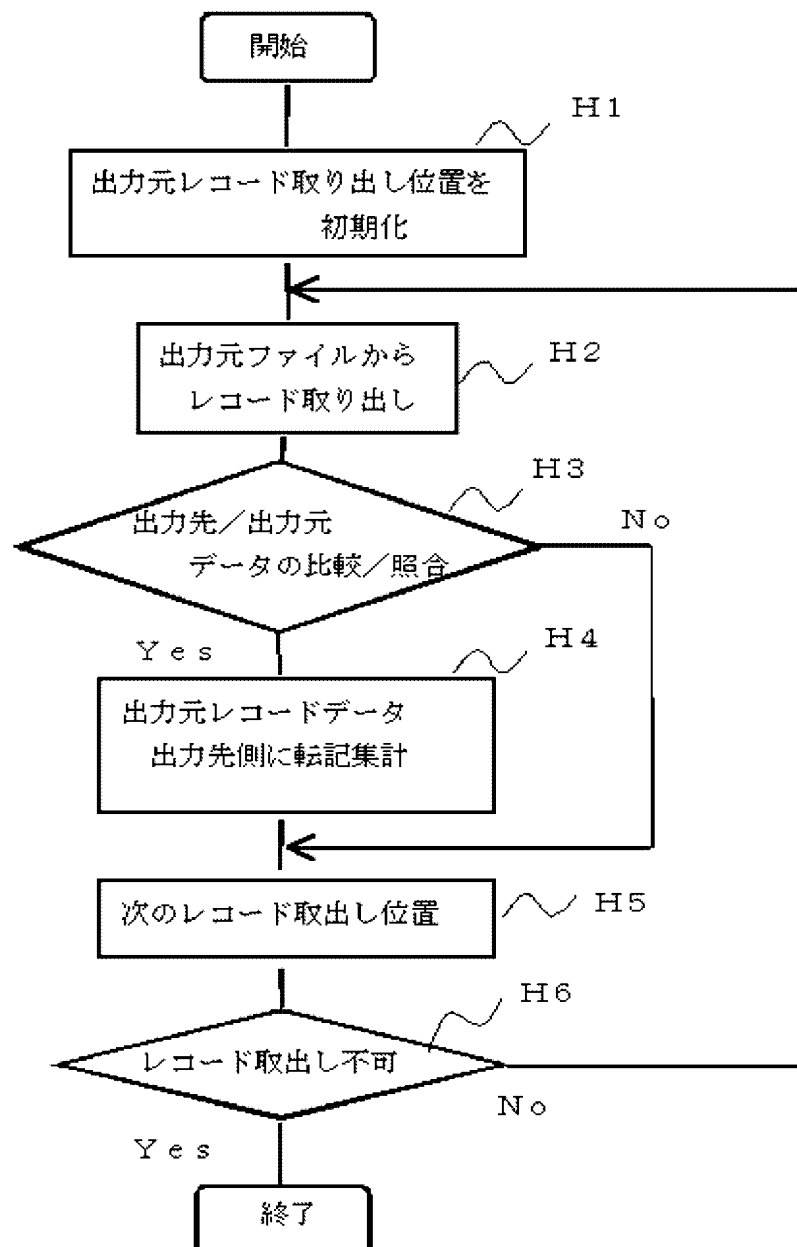 開始
H1
出力元レコード取り出し位置を
初期化
出力元ファイルから
レコード取り出し
H2
H3
出力先／出力元
データの比較／照合
No
Yes
H4
出力元レコードデータ
出力先側に転記集計
次のレコード取出し位置
H5
H6
レコード取出し不可
No
Yes
終了